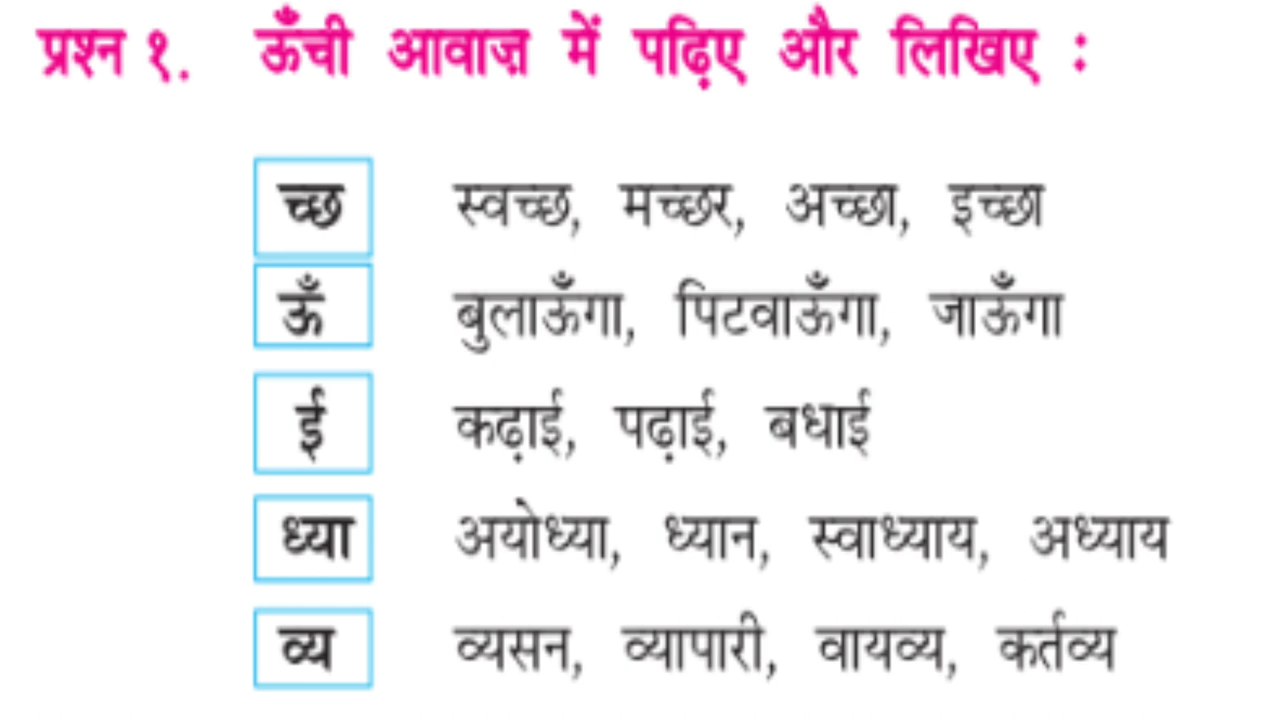 प्रश्न १. ऊँची आवाज़ में पढ़िए और लिखिए :
च्छ स्वच्छ, मच्छर, अच्छा, इच्छा
ऊँ बुलाऊँगा, पिटवाऊँगा, जाऊँगा
ई कढ़ाई, पढ़ाई, बधाई
ध्या अयोध्या, ध्यान, स्वाध्याय, अध्याय
व्य व्यसन, व्यापारी, वायव्य, कर्तव्य